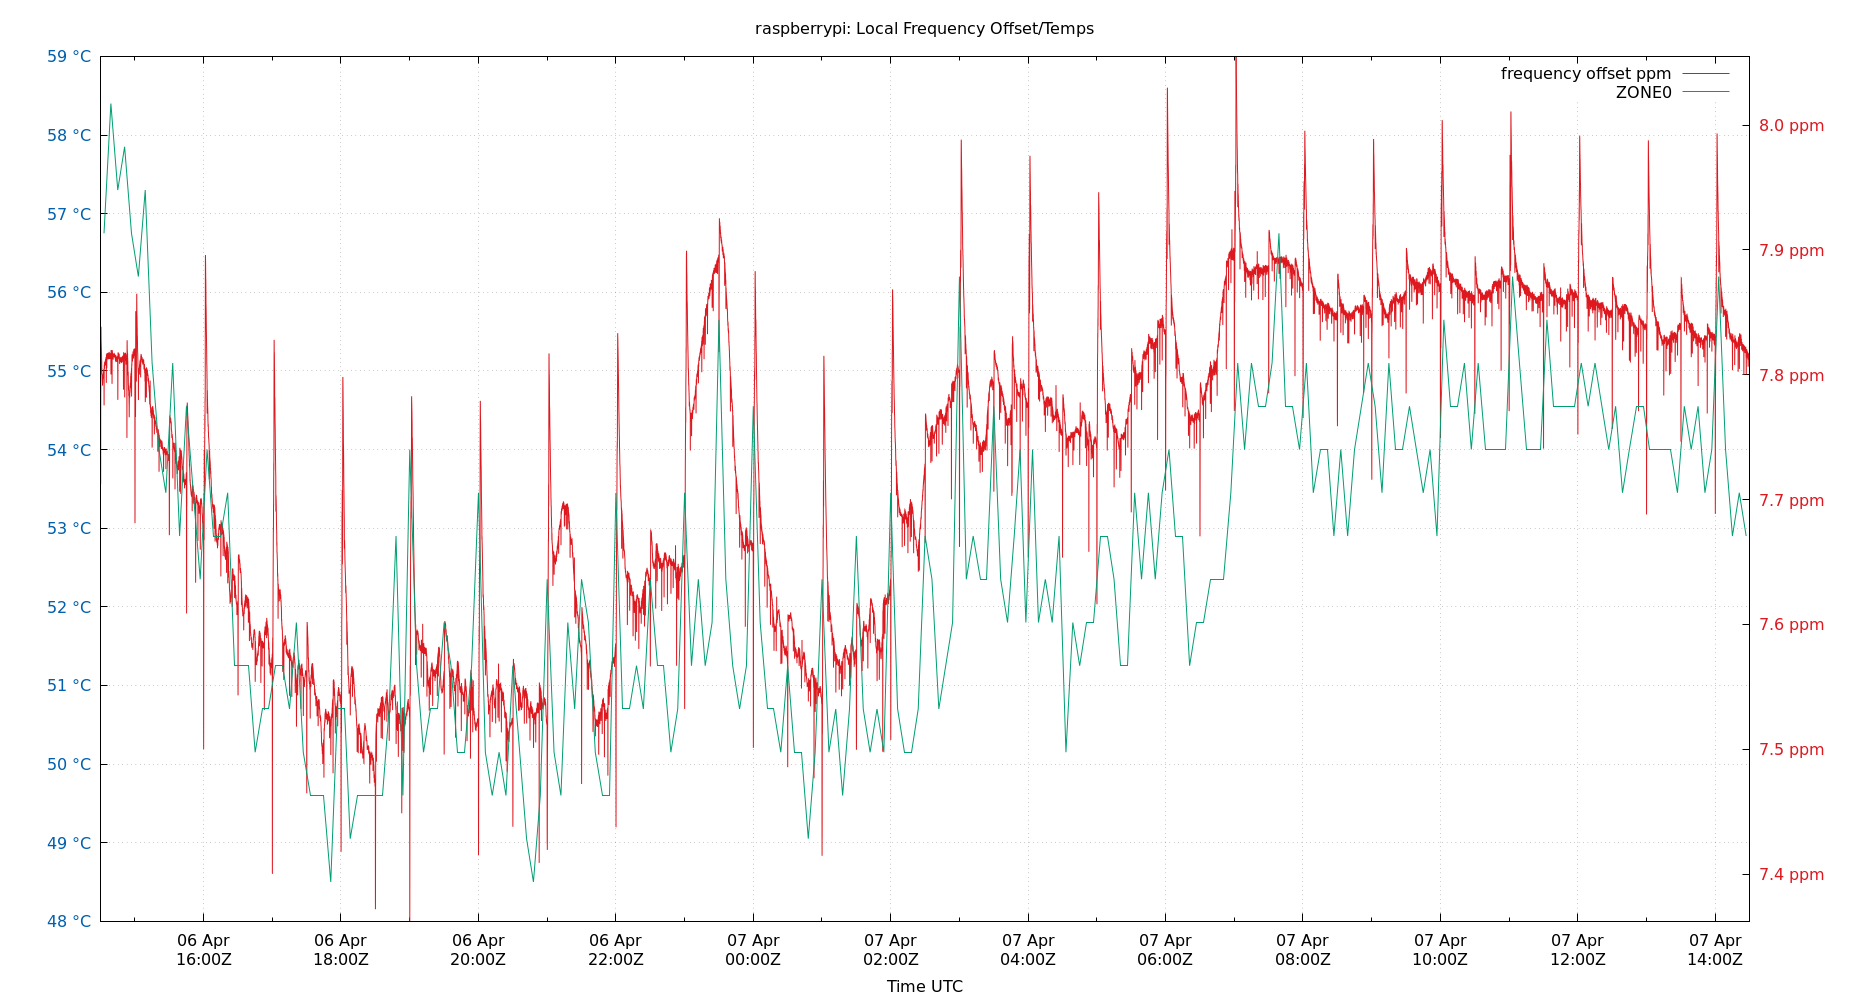 raspberrypi: Local Frequency Offset/Temps
59 °C
58 °C
57 °C
56 °C
55 °C
54 °C
53 °C
52 °C
51 °C
50 °C
49 °C
48 °C
frequency offset ppm
ZONE0
8.0 ppm
7.9 ppm
7.8 ppm
7.7 ppm
7.6 ppm
7.5 ppm
7.4 ppm
06 Apr
16:00Z
06 Apr
18:00Z
06 Apr
20:00Z
06 Apr
22:00Z
07 Apr
00:00Z
07 Apr
02:00Z
07 Apr
04:00Z
07 Apr
06:00Z
07 Apr
08:00Z
07 Apr
10:00Z
07 Apr
12:00Z
07 Apr
14:00Z
Time UTC